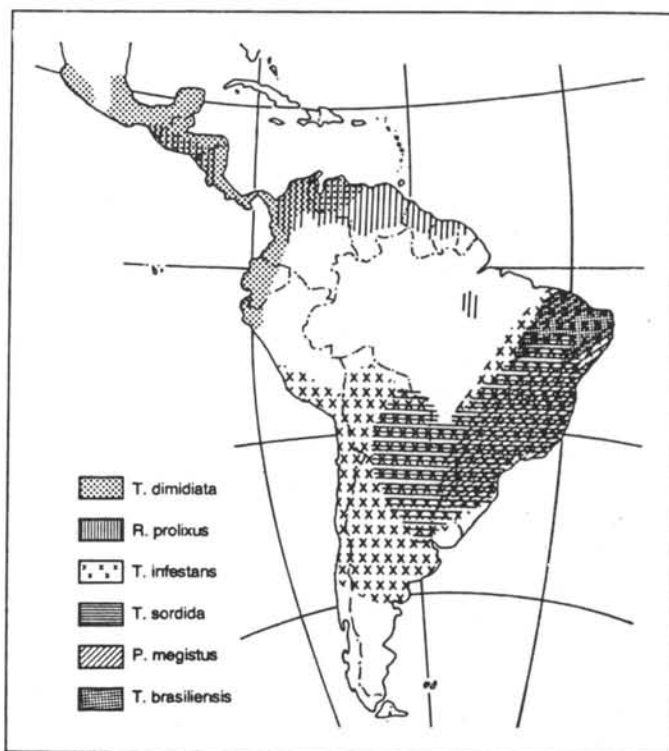 T. dimidiata
R. prolixus
T. infestans
T. sordida
P. megistus
T. brasiliensis